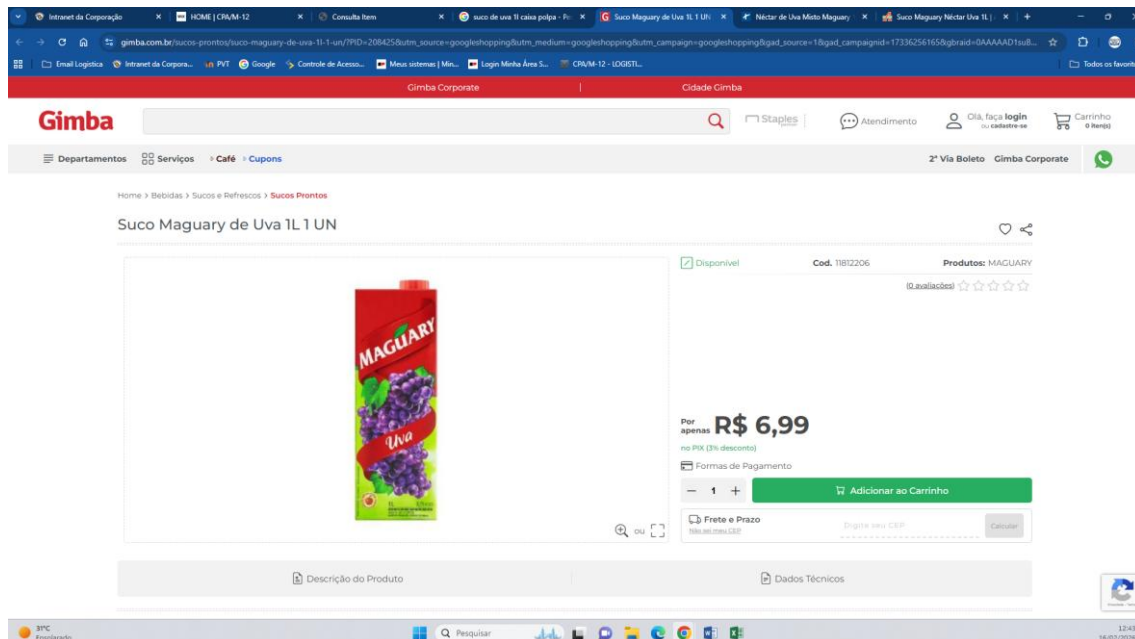 Intranet da Corporação
HOME | CPA/M-12
Consulta Item
suco de uva 1l caixa polpa - Pe
Suco Maguary de Uva 1L 1 UN
Néctar de Uva Misto Maguary
Suco Maguary Néctar Uva 1L |
gimba.com.br/sucos-prontos/suco-maguary-de-uva-1l-1-un/?PID=208425&utm_source=googleshopping&utm_medium=googleshopping&utm_campaign=googleshopping&gad_source=1&gad_campaignid=17336256165&gbraid=0AAAAAD1su8...
Email Logistica
Intranet da Corpora...
PVT
Google
Controle de Acesso...
Meus sistemas | Min...
Login Minha Área S...
CPA/M-12 - LOGISTI...
Todos os favorit
Gimba Corporate | Cidade Gimba
Gimba
Staples
Atendimento
Olá, faça login
ou cadastre-se
Carrinho
0 item(s)
Departamentos
Serviços
Café
Cupons
2ª Via Boleto
Gimba Corporate
Home > Bebidas > Sucos e Refrescos > Sucos Prontos
Suco Maguary de Uva 1L 1 UN
Disponível
Cod. 11812206
Produtos: MAGUARY
(0 avaliações)
MAGUARY
Uva
Por
apenas R$ 6,99
no PIX (3% desconto)
Formas de Pagamento
— 1 +
Adicionar ao Carrinho
Frete e Prazo
Não sei meu CEP
Digite seu CEP
Calcular
ou
Descrição do Produto
Dados Técnicos
31°C
Ensolarado
Pesquisar
12:43